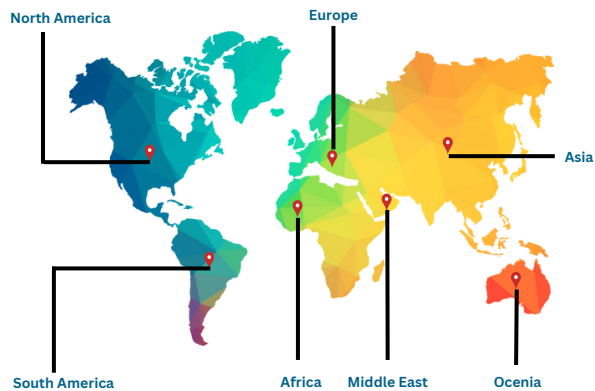 Europe
North America
Asia
South America
Africa
Middle East
Ocenia